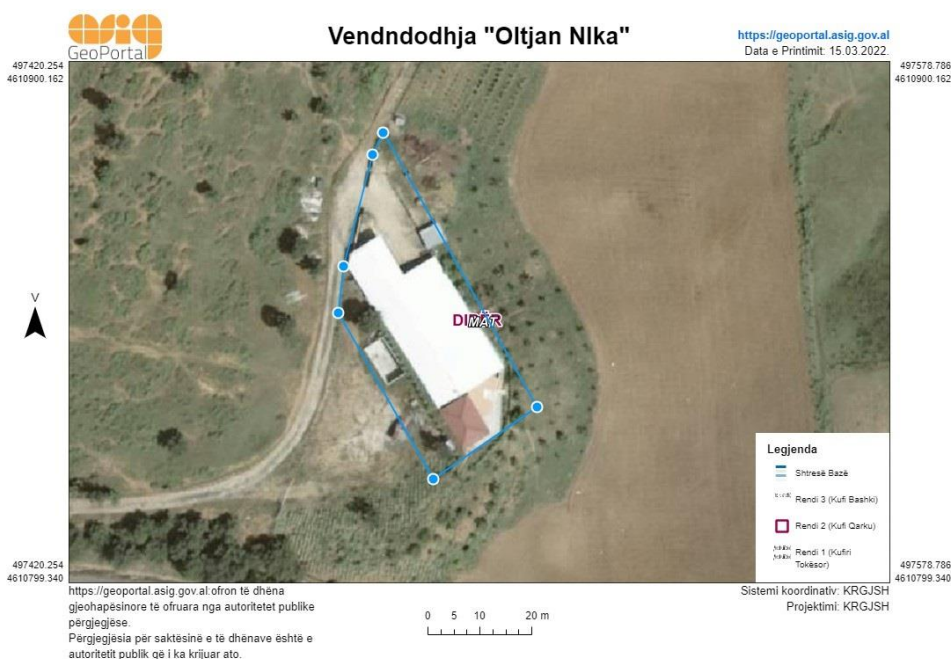 asig
GeoPortal
Vendndodhja "Oltjan NIka"
https://geoportal.asig.gov.al
Data e Printimit: 15.03.2022.
497420.254
4610900.162
497578.786
4610900.162
V
DIBËR
MAT
Legjenda
Shtresë Bazë
Rendi 3 (Kufi Bashki)
Rendi 2 (Kufi Qarku)
Rendi 1 (Kufiri
Tokësor)
497420.254
4610799.340
497578.786
4610799.340
https://geoportal.asig.gov.al:ofron të dhëna
gjeohapësinore të ofruara nga autoritetet publike
përgjegjëse.
Përgjegjësia për saktësinë e të dhënave është e
autoritetit publik që i ka krijuar ato.
0 5 10 20 m
Sistemi koordinativ: KRGJSH
Projektimi: KRGJSH